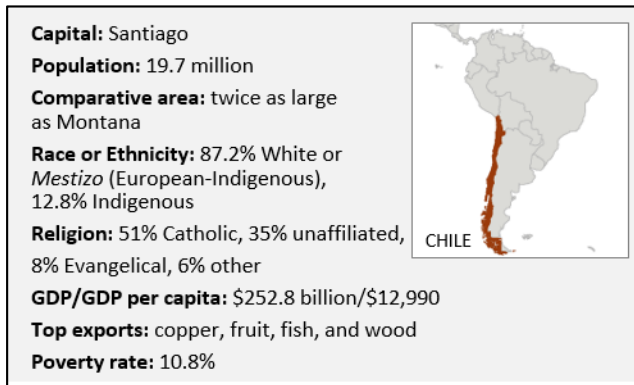 Capital: Santiago
Population: 19.7 million
Comparative area: twice as large
as Montana
Race or Ethnicity: 87.2% White or
Mestizo (European-Indigenous),
12.8% Indigenous
Religion: 51% Catholic, 35% unaffiliated,
8% Evangelical, 6% other
GDP/GDP per capita: $252.8 billion/$12,990
Top exports: copper, fruit, fish, and wood
Poverty rate: 10.8%
CHILE